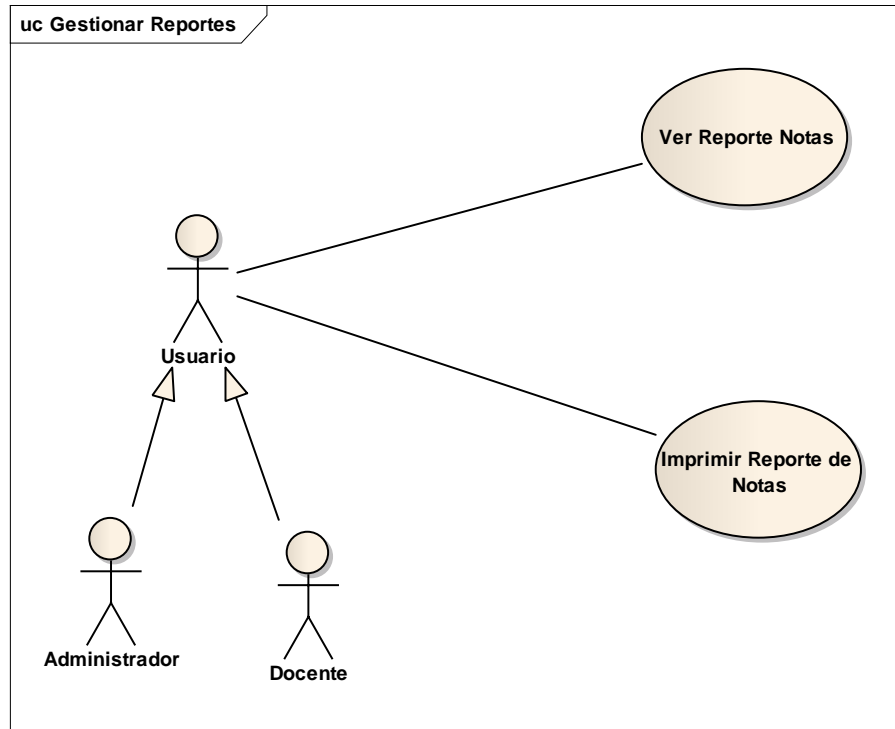 uc Gestionar Reportes
Ver Reporte Notas
Usuario
Imprimir Reporte de
Notas
Administrador
Docente